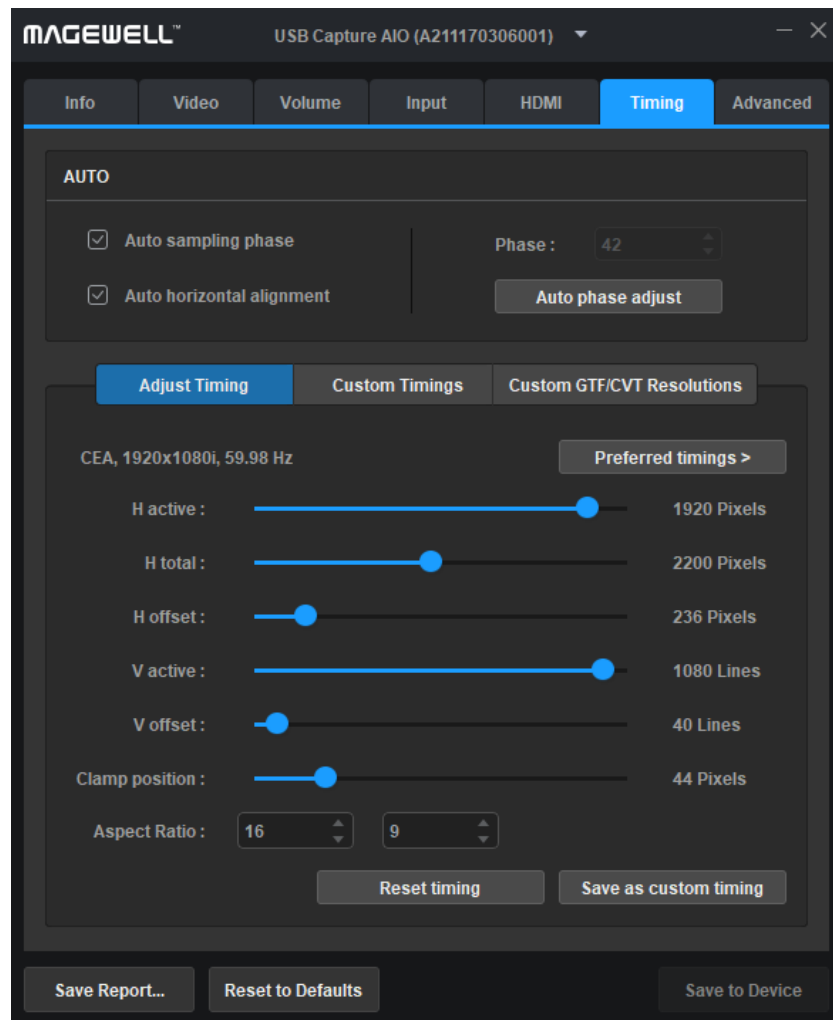 MAGEWELL™ USB Capture AIO (A211170306001)
Info Video Volume Input HDMI Timing Advanced
AUTO
Auto sampling phase Phase : 42
Auto horizontal alignment Auto phase adjust
Adjust Timing Custom Timings Custom GTF/CVT Resolutions
CEA, 1920x1080i, 59.98 Hz Preferred timings >
H active : 1920 Pixels
H total : 2200 Pixels
H offset : 236 Pixels
V active : 1080 Lines
V offset : 40 Lines
Clamp position : 44 Pixels
Aspect Ratio : 16 9
Reset timing Save as custom timing
Save Report... Reset to Defaults Save to Device